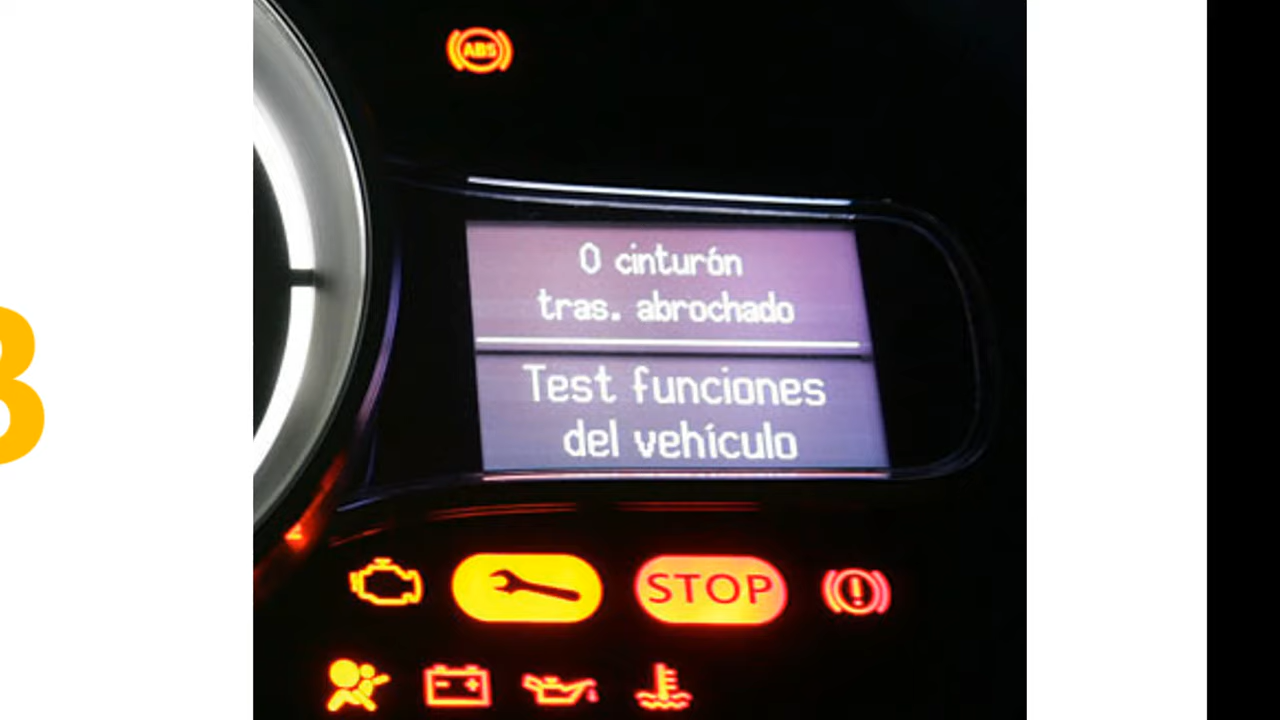 ABS
0 cinturón
tras. abrochado
Test funciones
del vehículo
STOP